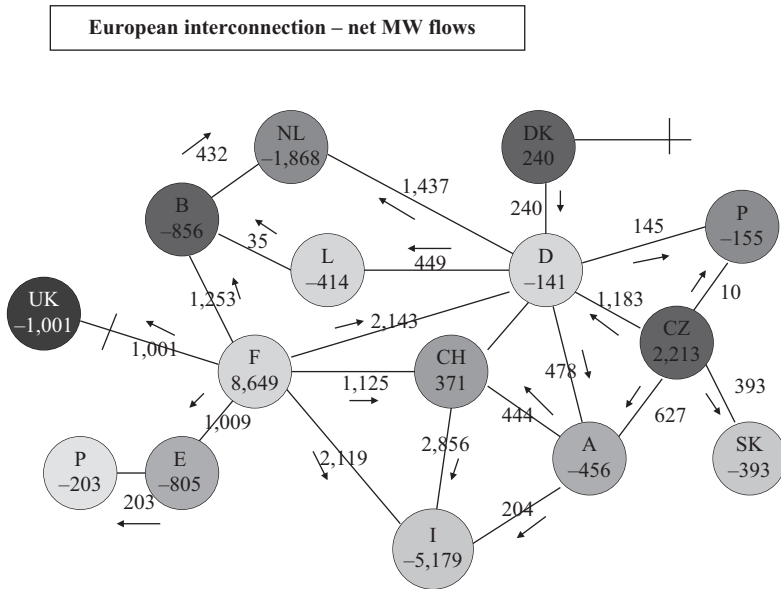 European interconnection – net MW flows
NL
–1,868
DK
240
432
1,437
240
B
–856
P
–155
145
35
L
–414
449
D
–141
10
UK
–1,001
1,253
1,183
CZ
2,213
1,001
2,143
F
8,649
CH
371
1,125
478
393
1,009
444
627
2,119
2,856
P
–203
E
–805
A
–456
SK
–393
203
204
I
–5,179